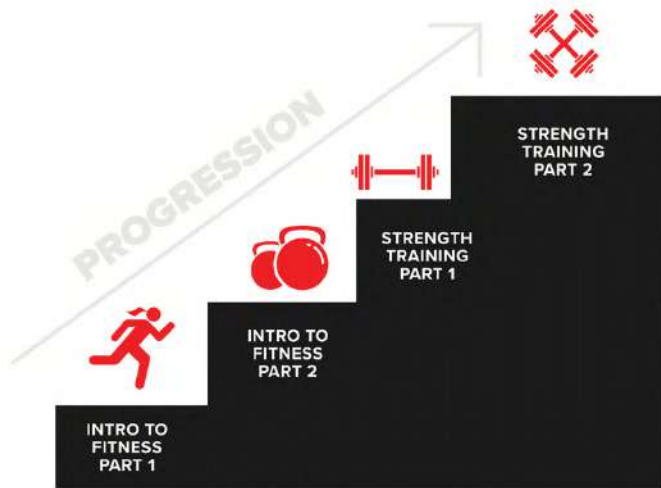 PROGRESSION
STRENGTH
TRAINING
PART 2
STRENGTH
TRAINING
PART 1
INTRO TO
FITNESS
PART 2
INTRO TO
FITNESS
PART 1